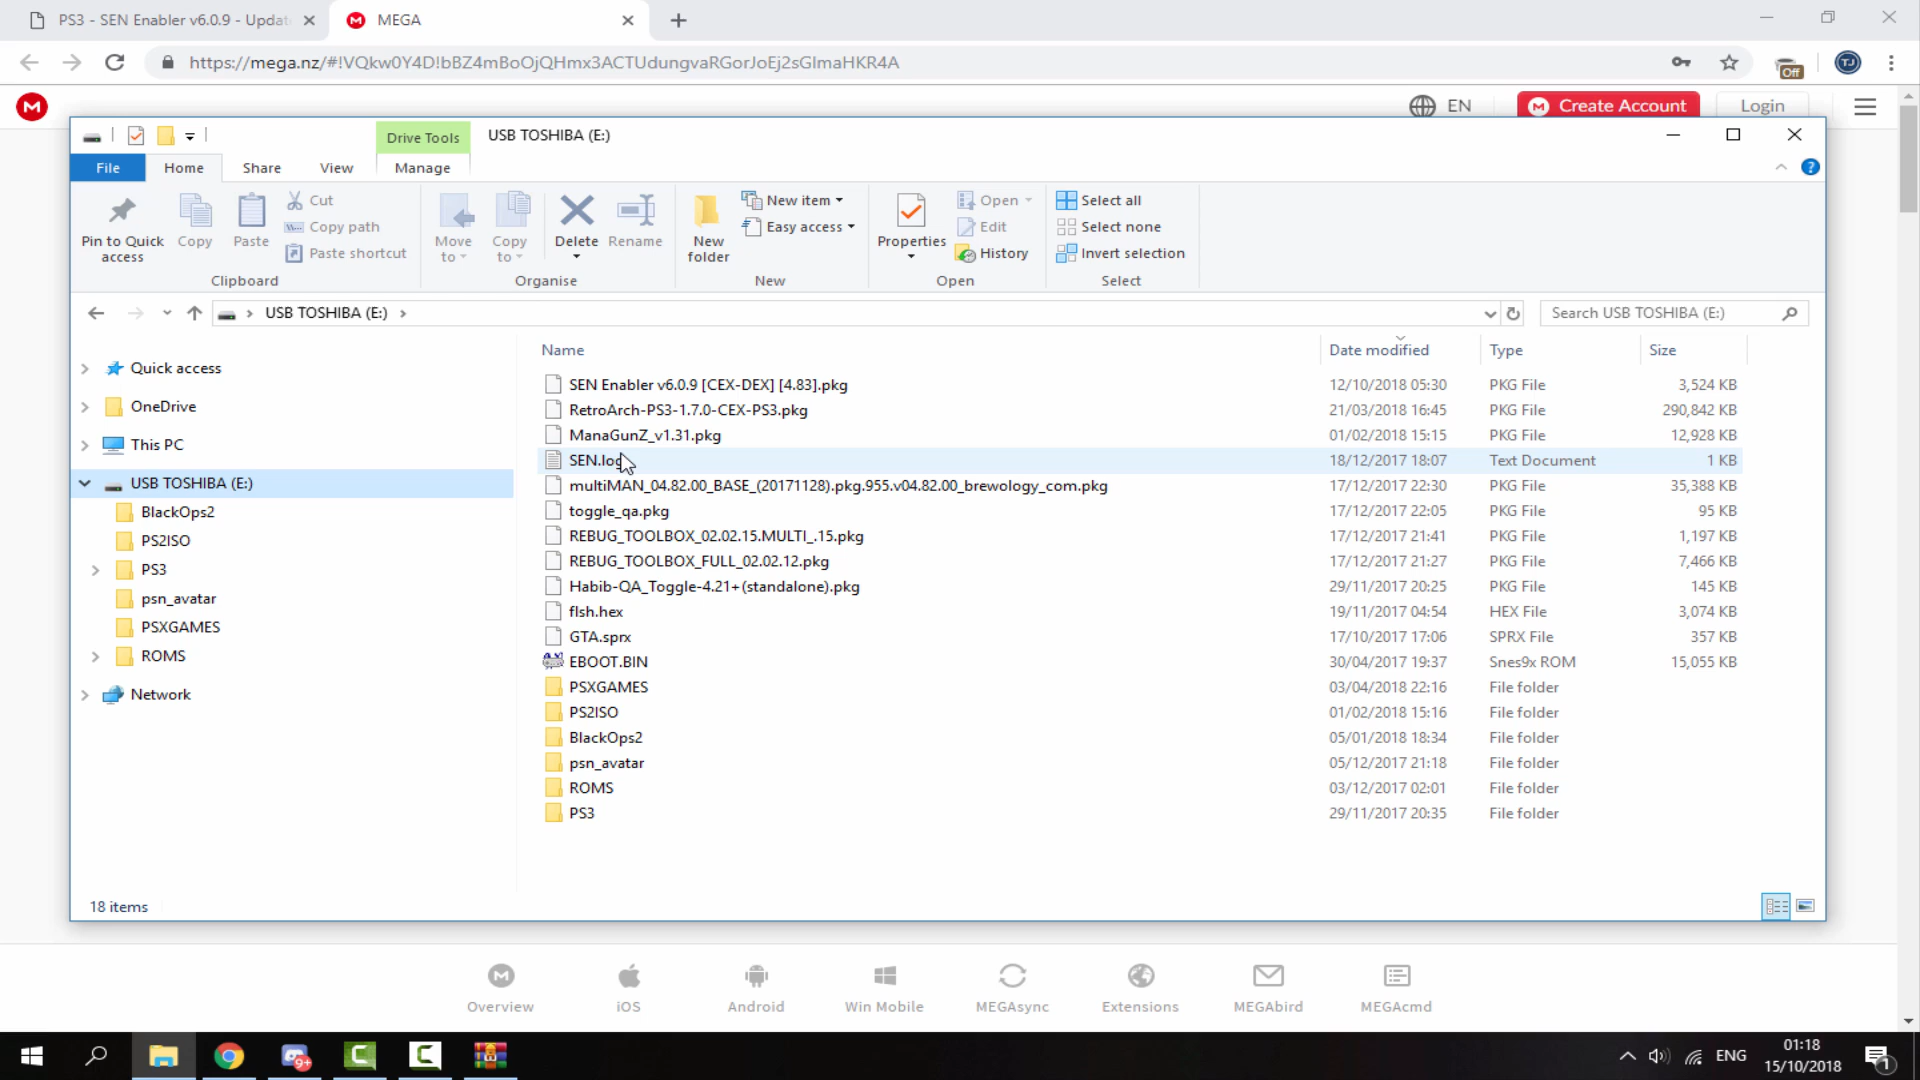 PS3 - SEN Enabler v6.0.9 - Updat
MEGA
https://mega.nz/#!VQkw0Y4D!bBZ4mBoOjQHmx3ACTUdungvaRGorJoEj2sGlmaHKR4A
Off
TJ
M
EN
M Create Account
Login
Drive Tools
USB TOSHIBA (E:)
File
Home
Share
View
Manage
Pin to Quick access
Copy
Paste
Cut
Copy path
Paste shortcut
Move to
Copy to
Delete
Rename
New folder
New item
Easy access
Properties
Open
Edit
History
Select all
Select none
Invert selection
Clipboard
Organise
New
Open
Select
USB TOSHIBA (E:)
Search USB TOSHIBA (E:)
Quick access
OneDrive
This PC
USB TOSHIBA (E:)
BlackOps2
PS2ISO
PS3
psn_avatar
PSXGAMES
ROMS
Network
Name Date modified Type Size
SEN Enabler v6.0.9 [CEX-DEX] [4.83].pkg 12/10/2018 05:30 PKG File 3,524 KB
RetroArch-PS3-1.7.0-CEX-PS3.pkg 21/03/2018 16:45 PKG File 290,842 KB
ManaGunZ_v1.31.pkg 01/02/2018 15:15 PKG File 12,928 KB
SEN.log 18/12/2017 18:07 Text Document 1 KB
multiMAN_04.82.00_BASE_(20171128).pkg.955.v04.82.00_brewology_com.pkg 17/12/2017 22:30 PKG File 35,388 KB
toggle_qa.pkg 17/12/2017 22:05 PKG File 95 KB
REBUG_TOOLBOX_02.02.15.MULTI_.15.pkg 17/12/2017 21:41 PKG File 1,197 KB
REBUG_TOOLBOX_FULL_02.02.12.pkg 17/12/2017 21:27 PKG File 7,466 KB
Habib-QA_Toggle-4.21+(standalone).pkg 29/11/2017 20:25 PKG File 145 KB
flsh.hex 19/11/2017 04:54 HEX File 3,074 KB
GTA.sprx 17/10/2017 17:06 SPRX File 357 KB
EBOOT.BIN 30/04/2017 19:37 Snes9x ROM 15,055 KB
PSXGAMES 03/04/2018 22:16 File folder
PS2ISO 01/02/2018 15:16 File folder
BlackOps2 05/01/2018 18:34 File folder
psn_avatar 05/12/2017 21:18 File folder
ROMS 03/12/2017 02:01 File folder
PS3 29/11/2017 20:35 File folder
18 items
Overview
iOS
Android
Win Mobile
MEGAsync
Extensions
MEGAbird
MEGAcmd
9+
ENG
01:18
15/10/2018
1